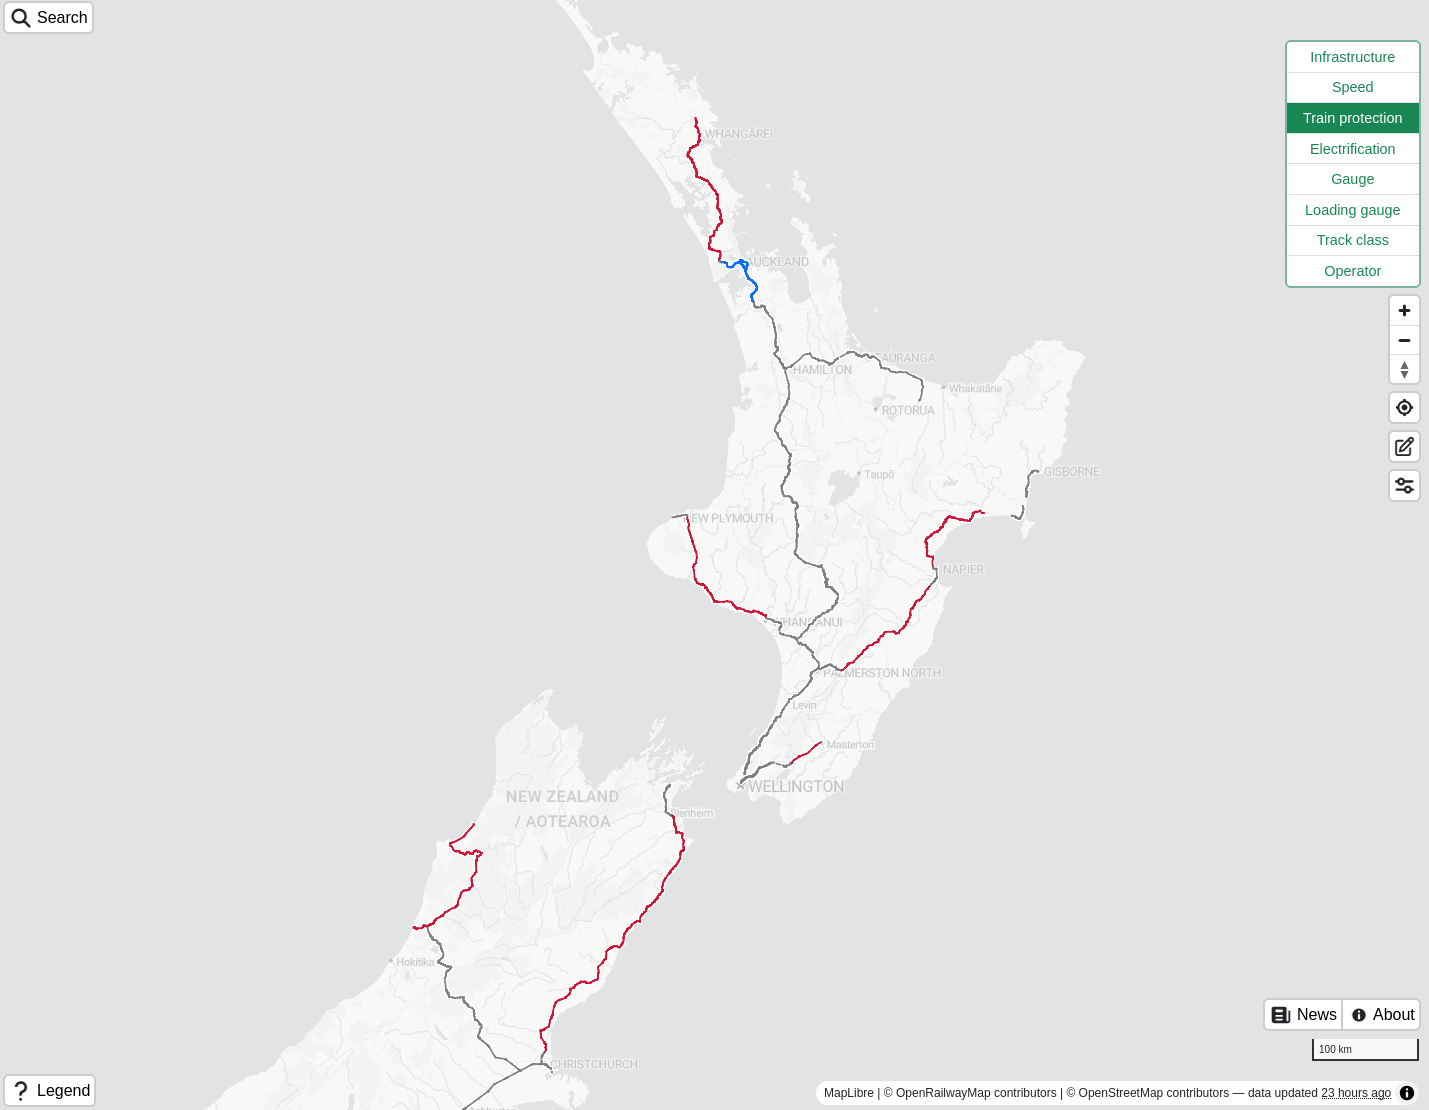 Search
Infrastructure
Speed
Train protection
Electrification
Gauge
Loading gauge
Track class
Operator
WHANGĀREI
AUCKLAND
TAURANGA
HAMILTON
Whakatāne
ROTORUA
Taupō
GISBORNE
NEW PLYMOUTH
NAPIER
WHANGANUI
PALMERSTON NORTH
Levin
Masterton
WELLINGTON
NEW ZEALAND
/ AOTEAROA
Blenheim
Hokitika
CHRISTCHURCH
Ashburton
News
About
100 km
Legend
MapLibre | © OpenRailwayMap contributors | © OpenStreetMap contributors — data updated 23 hours ago